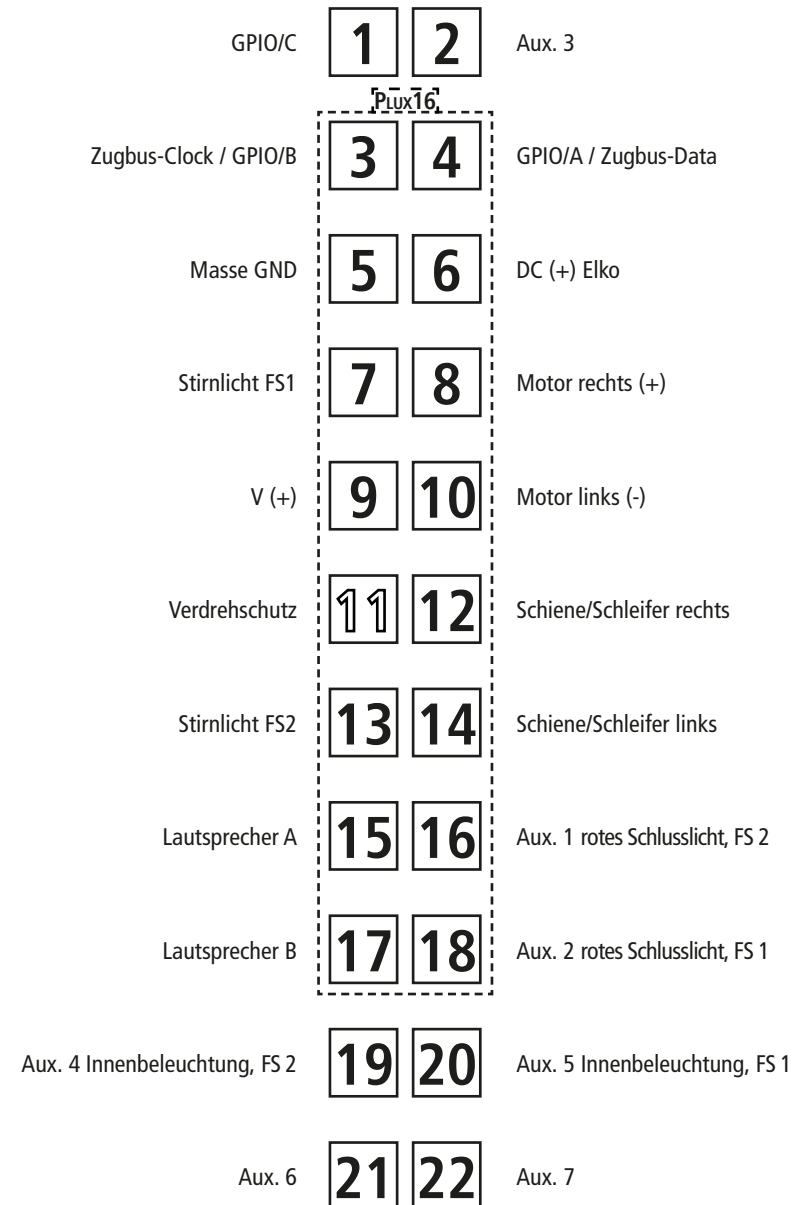 GPIO/C 1 2 Aux. 3
PLUX16
Zugbus-Clock / GPIO/B 3 4 GPIO/A / Zugbus-Data
Masse GND 5 6 DC (+) Elko
Stirnlicht FS1 7 8 Motor rechts (+)
V (+) 9 10 Motor links (-)
Verdrehschutz 11 12 Schiene/Schleifer rechts
Stirnlicht FS2 13 14 Schiene/Schleifer links
Lautsprecher A 15 16 Aux. 1 rotes Schlusslicht, FS 2
Lautsprecher B 17 18 Aux. 2 rotes Schlusslicht, FS 1
Aux. 4 Innenbeleuchtung, FS 2 19 20 Aux. 5 Innenbeleuchtung, FS 1
Aux. 6 21 22 Aux. 7